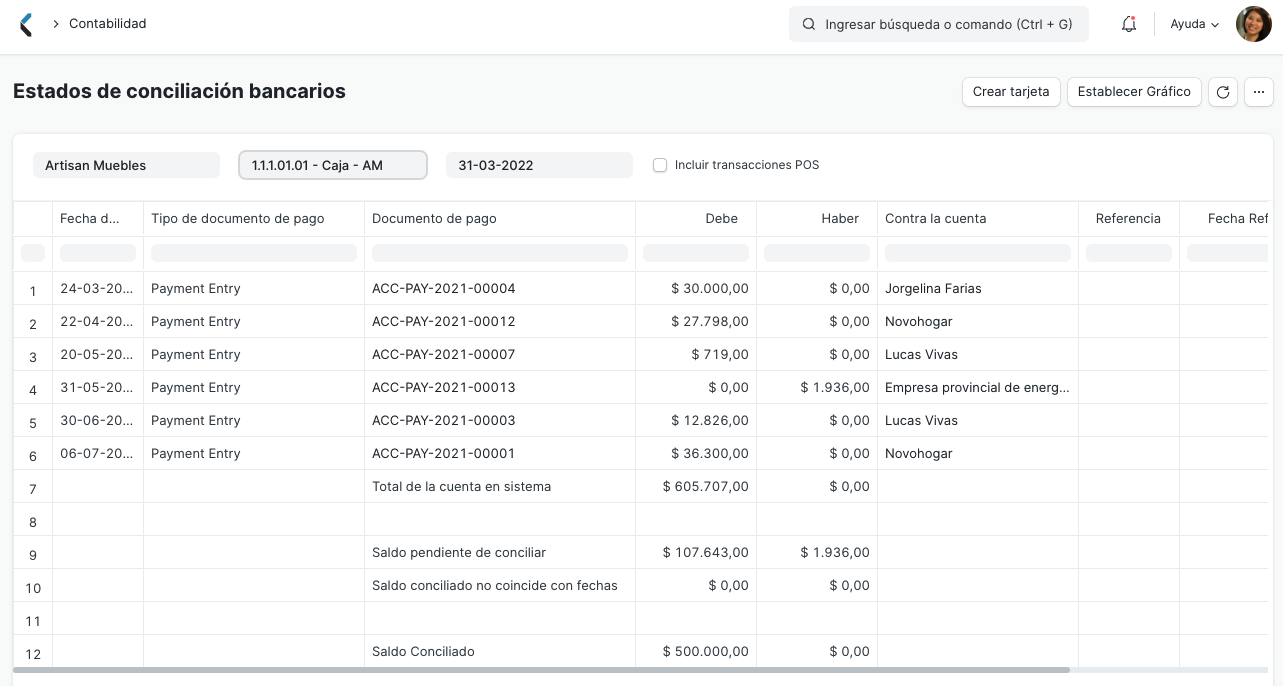 Contabilidad
Ingresar búsqueda o comando (Ctrl + G)
Ayuda
Estados de conciliación bancarios
Crear tarjeta
Establecer Gráfico
...
Artisan Muebles
1.1.1.01.01 - Caja - AM
31-03-2022
Incluir transacciones POS
Fecha d... Tipo de documento de pago Documento de pago Debe Haber Contra la cuenta Referencia Fecha Ref
1 24-03-20... Payment Entry ACC-PAY-2021-00004 $ 30.000,00 $ 0,00 Jorgelina Farias
2 22-04-20... Payment Entry ACC-PAY-2021-00012 $ 27.798,00 $ 0,00 Novohogar
3 20-05-20... Payment Entry ACC-PAY-2021-00007 $ 719,00 $ 0,00 Lucas Vivas
4 31-05-20... Payment Entry ACC-PAY-2021-00013 $ 0,00 $ 1.936,00 Empresa provincial de energ...
5 30-06-20... Payment Entry ACC-PAY-2021-00003 $ 12.826,00 $ 0,00 Lucas Vivas
6 06-07-20... Payment Entry ACC-PAY-2021-00001 $ 36.300,00 $ 0,00 Novohogar
7 Total de la cuenta en sistema $ 605.707,00 $ 0,00
8
9 Saldo pendiente de conciliar $ 107.643,00 $ 1.936,00
10 Saldo conciliado no coincide con fechas $ 0,00 $ 0,00
11
12 Saldo Conciliado $ 500.000,00 $ 0,00